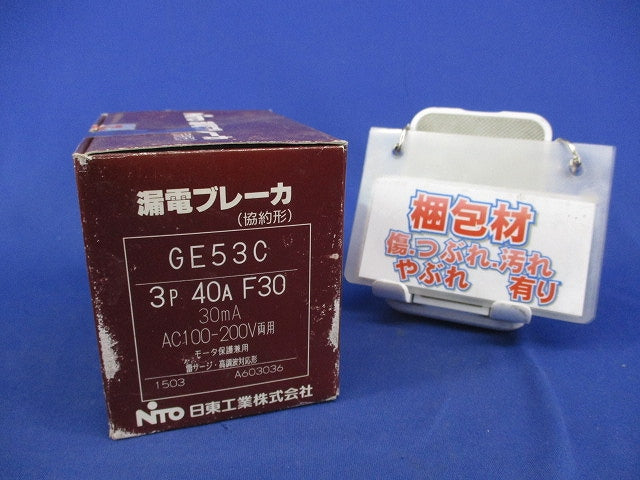 漏電ブレーカ
(協約形)
GE53C
3P 40A F30
30mA
AC100-200V両用
モータ保護兼用
雷サージ・高調波対応形
1503 A603036
NITO 日東工業株式会社
梱包材
傷.つぶれ.汚れ
やぶれ 有り